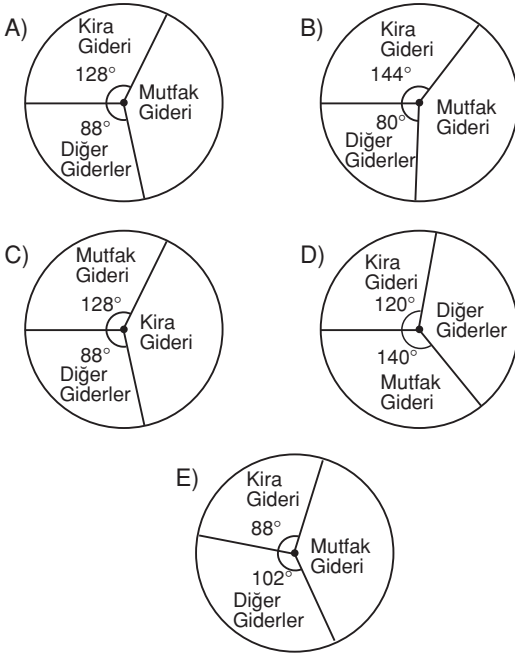 A)
Kira
Gideri
128°
Mutfak
Gideri
88°
Diğer
Giderler
B)
Kira
Gideri
144°
Mutfak
Gideri
80°
Diğer
Giderler
C)
Mutfak
Gideri
128°
Kira
Gideri
88°
Diğer
Giderler
D)
Kira
Gideri
120°
Diğer
Giderler
140°
Mutfak
Gideri
E)
Kira
Gideri
88°
Mutfak
Gideri
102°
Diğer
Giderler